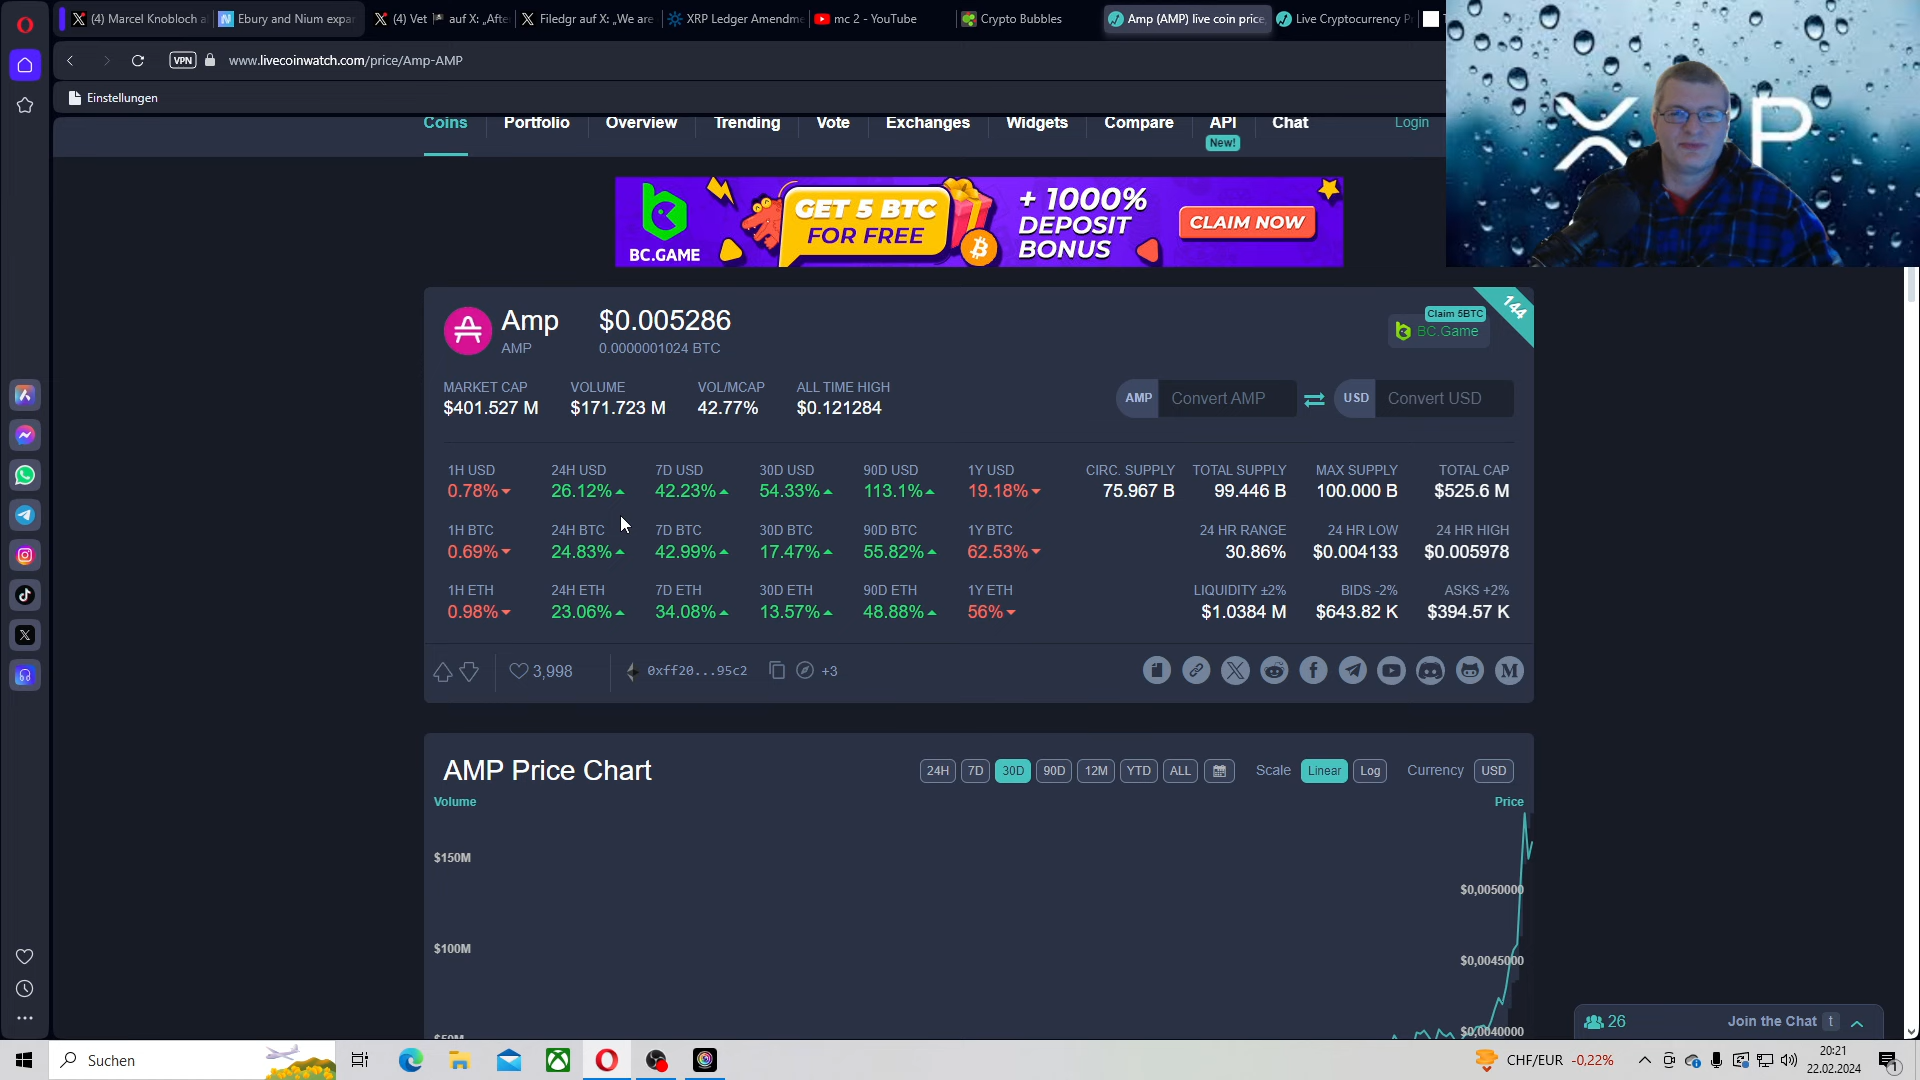 (4) Marcel Knobloch a
Ebury and Nium expa
(4) Vet auf X: „Afte
Filedgr auf X: „We are
XRP Ledger Amendme
mc 2 - YouTube
Crypto Bubbles
Amp (AMP) live coin price,
Live Cryptocurrency P
VPN
www.livecoinwatch.com/price/Amp-AMP
Einstellungen
Coins Portfolio Overview Trending Vote Exchanges Widgets Compare API Chat Login
New!
BC.GAME
GET 5 BTC
FOR FREE
+ 1000%
DEPOSIT
BONUS
CLAIM NOW
X P
Amp $0.005286
AMP 0.0000001024 BTC
Claim 5BTC
BC.Game
144
MARKET CAP VOLUME VOL/MCAP ALL TIME HIGH
$401.527 M $171.723 M 42.77% $0.121284
AMP Convert AMP USD Convert USD
1H USD 24H USD 7D USD 30D USD 90D USD 1Y USD CIRC. SUPPLY TOTAL SUPPLY MAX SUPPLY TOTAL CAP
0.78% 26.12% 42.23% 54.33% 113.1% 19.18% 75.967 B 99.446 B 100.000 B $525.6 M
1H BTC 24H BTC 7D BTC 30D BTC 90D BTC 1Y BTC 24 HR RANGE 24 HR LOW 24 HR HIGH
0.69% 24.83% 42.99% 17.47% 55.82% 62.53% 30.86% $0.004133 $0.005978
1H ETH 24H ETH 7D ETH 30D ETH 90D ETH 1Y ETH LIQUIDITY ±2% BIDS -2% ASKS +2%
0.98% 23.06% 34.08% 13.57% 48.88% 56% $1.0384 M $643.82 K $394.57 K
3,998 0xff20...95c2 +3
AMP Price Chart
24H 7D 30D 90D 12M YTD ALL Scale Linear Log Currency USD
Volume Price
$150M
$0,0050000
$100M
$0,0045000
$0,0040000
$50M
26 Join the Chat t
Suchen
CHF/EUR -0,22%
20:21
22.02.2024
1